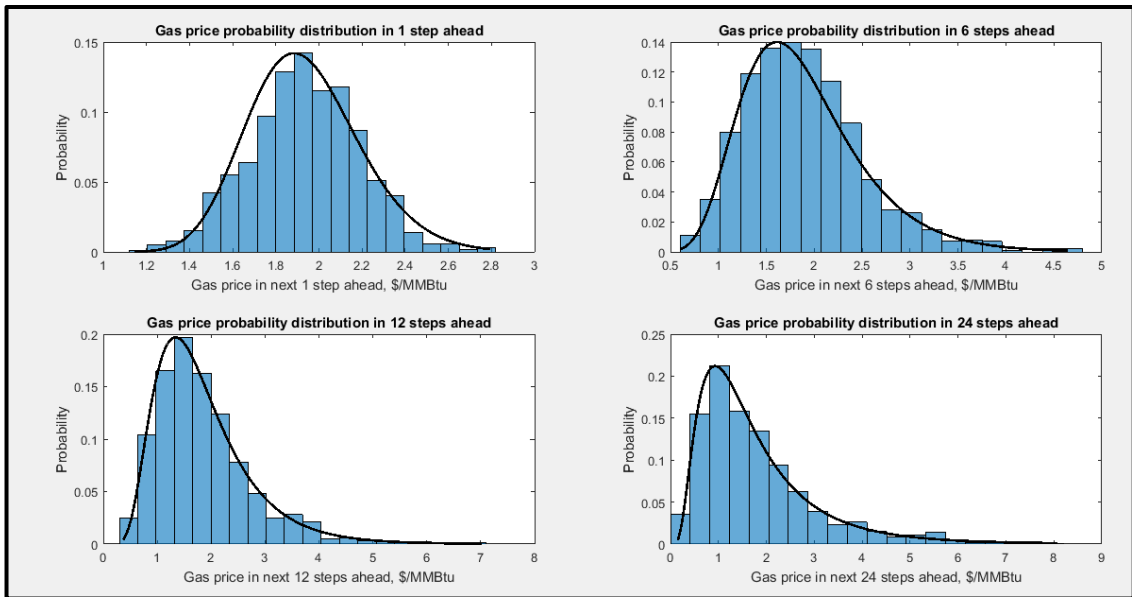 Gas price probability distribution in 1 step ahead
0.15
0.1
0.05
0
Probability
1 1.2 1.4 1.6 1.8 2 2.2 2.4 2.6 2.8 3
Gas price in next 1 step ahead, $/MMBtu
Gas price probability distribution in 6 steps ahead
0.14
0.12
0.1
0.08
0.06
0.04
0.02
0
Probability
0.5 1 1.5 2 2.5 3 3.5 4 4.5 5
Gas price in next 6 steps ahead, $/MMBtu
Gas price probability distribution in 12 steps ahead
0.2
0.15
0.1
0.05
0
Probability
0 1 2 3 4 5 6 7 8
Gas price in next 12 steps ahead, $/MMBtu
Gas price probability distribution in 24 steps ahead
0.25
0.2
0.15
0.1
0.05
0
Probability
0 1 2 3 4 5 6 7 8 9
Gas price in next 24 steps ahead, $/MMBtu